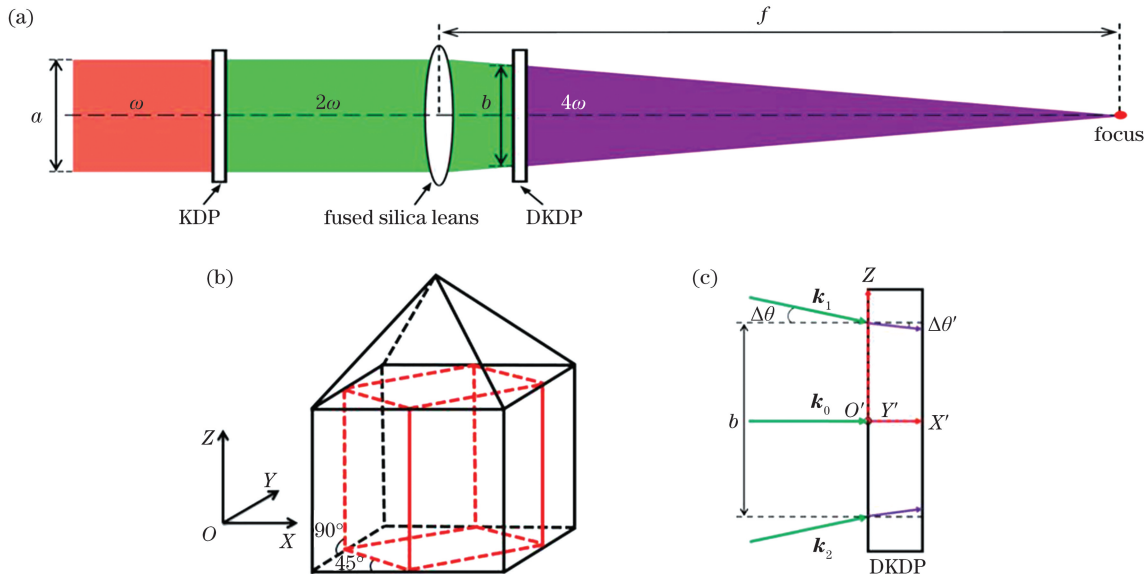 (a)
f
a
ω
2ω
b
4ω
focus
KDP
fused silica leans
DKDP
(b)
Z
Y
O
X
90°
45°
(c)
Z
k₁
Δθ
Δθ′
k₀
O′
Y′
X′
b
k₂
DKDP